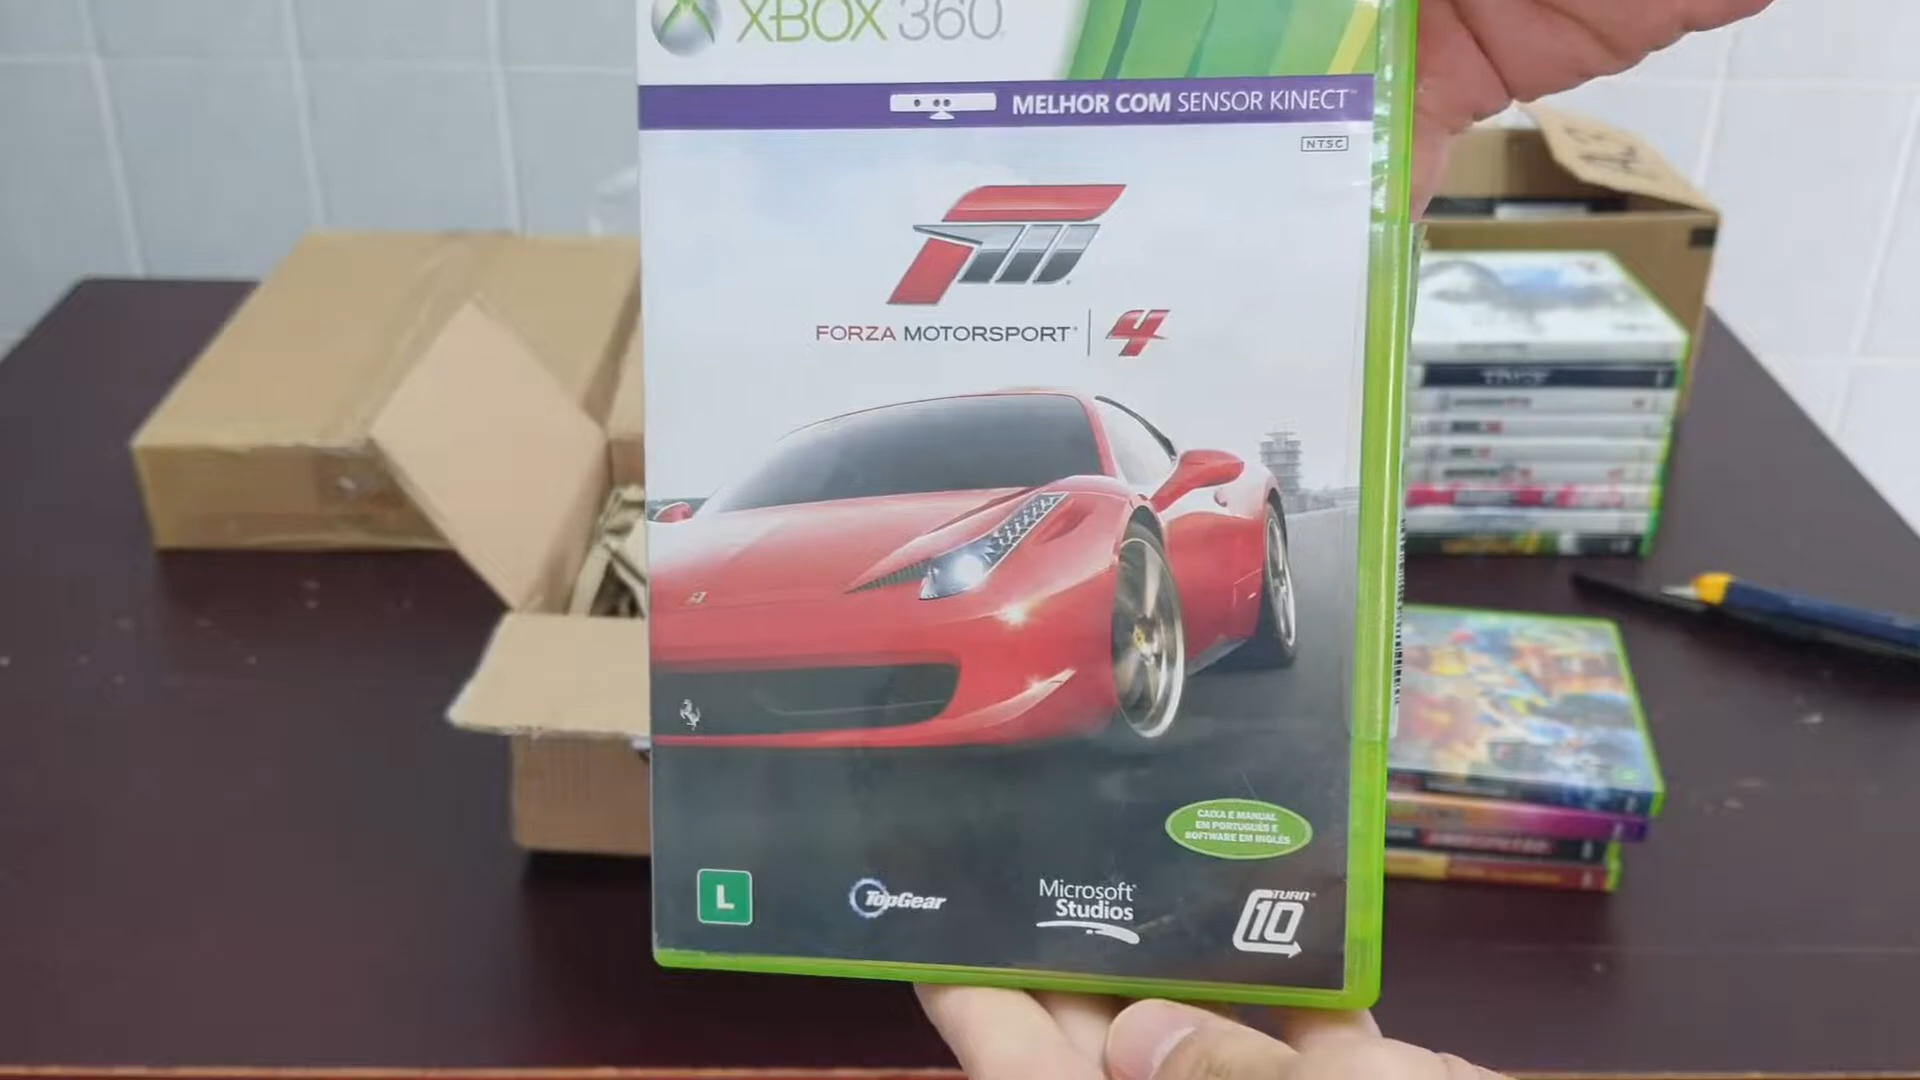 XBOX 360
MELHOR COM SENSOR KINECT™
NTSC
FORZA MOTORSPORT® 4
CAIXA E MANUAL
EM PORTUGUÊS E
SOFTWARE EM INGLÊS
L
TopGear
Microsoft®
Studios
TURN®
10